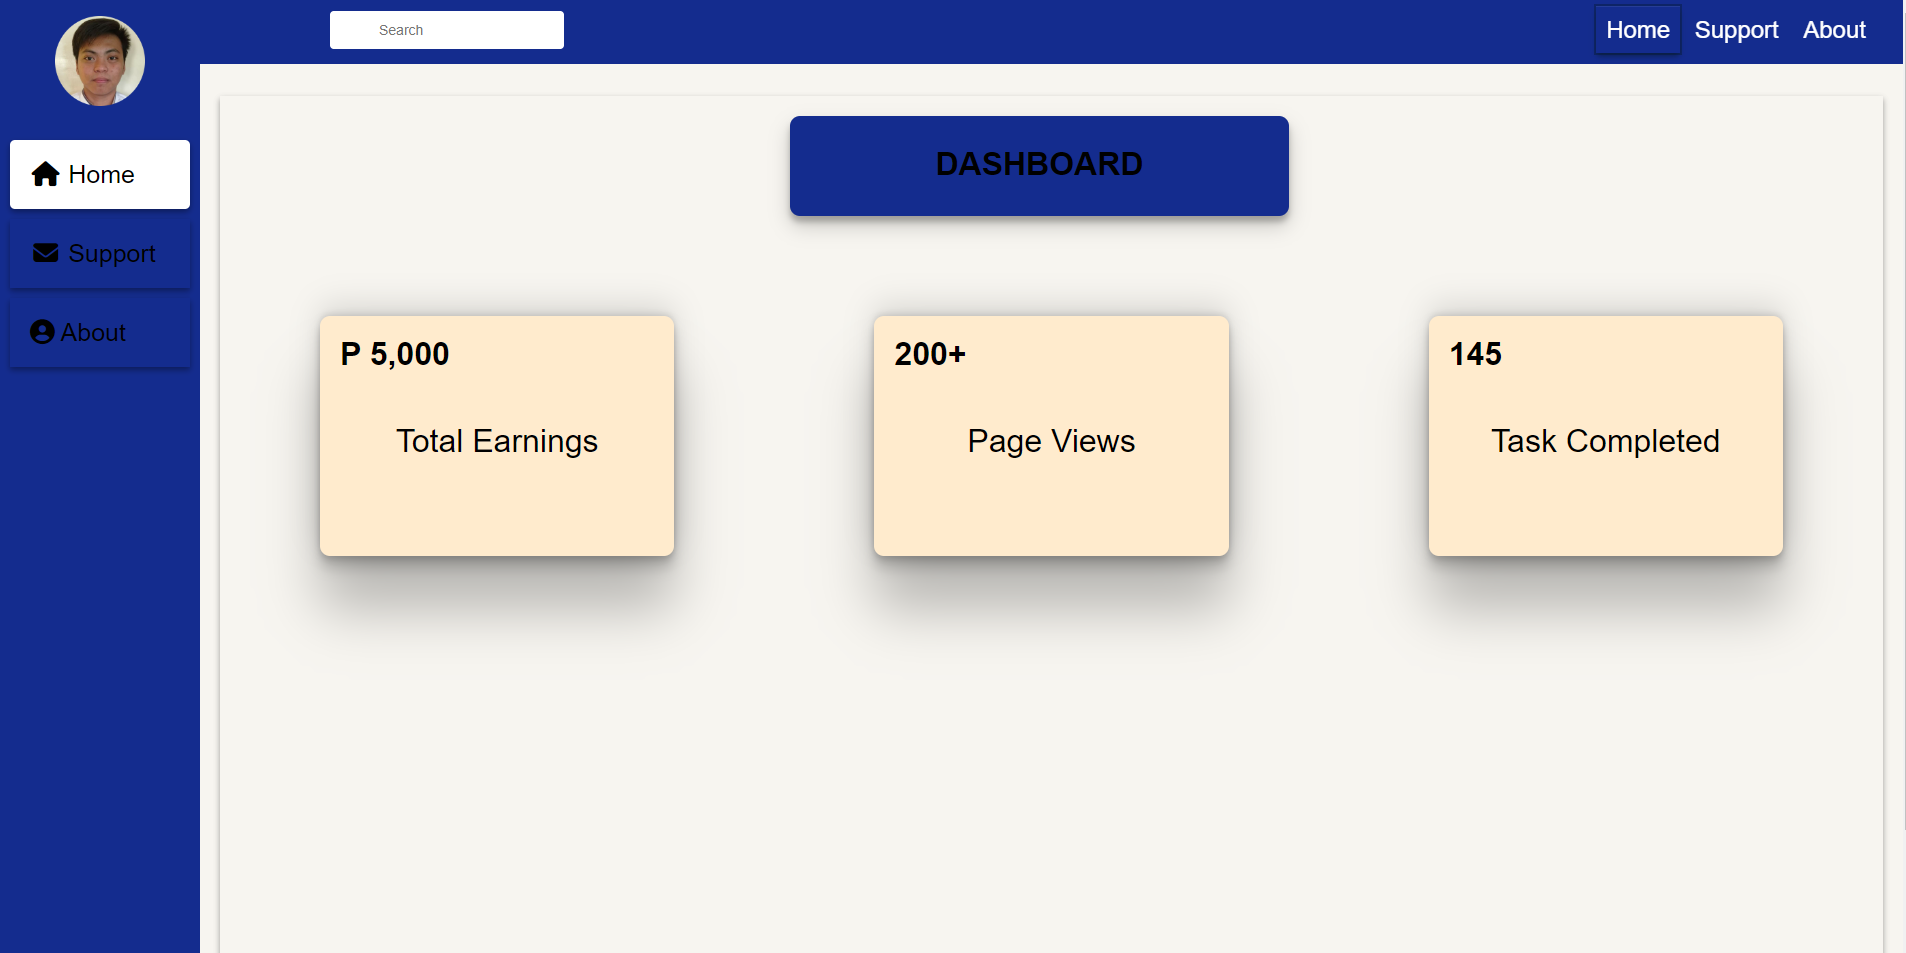 Search
Home
Support
About
Home
Support
About
DASHBOARD
P 5,000
Total Earnings
200+
Page Views
145
Task Completed